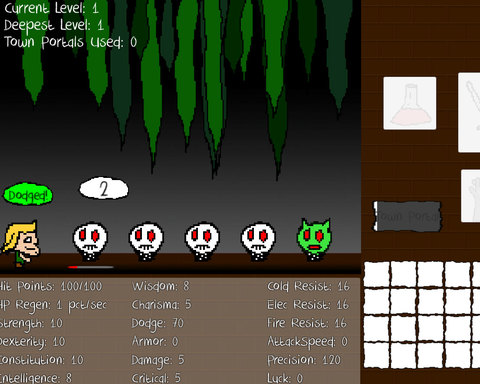 Current Level: 1
Deepest Level: 1
Town Portals Used: 0
Dodged!
2
Town Portal
Hit Points: 100/100
HP Regen: 1 pct/sec
Strength: 10
Dexterity: 10
Constitution: 10
Intelligence: 8
Wisdom: 8
Charisma: 5
Dodge: 70
Armor: 0
Damage: 5
Critical: 5
Cold Resist: 16
Elec Resist: 16
Fire Resist: 16
AttackSpeed: 0
Precision: 120
Luck: 0